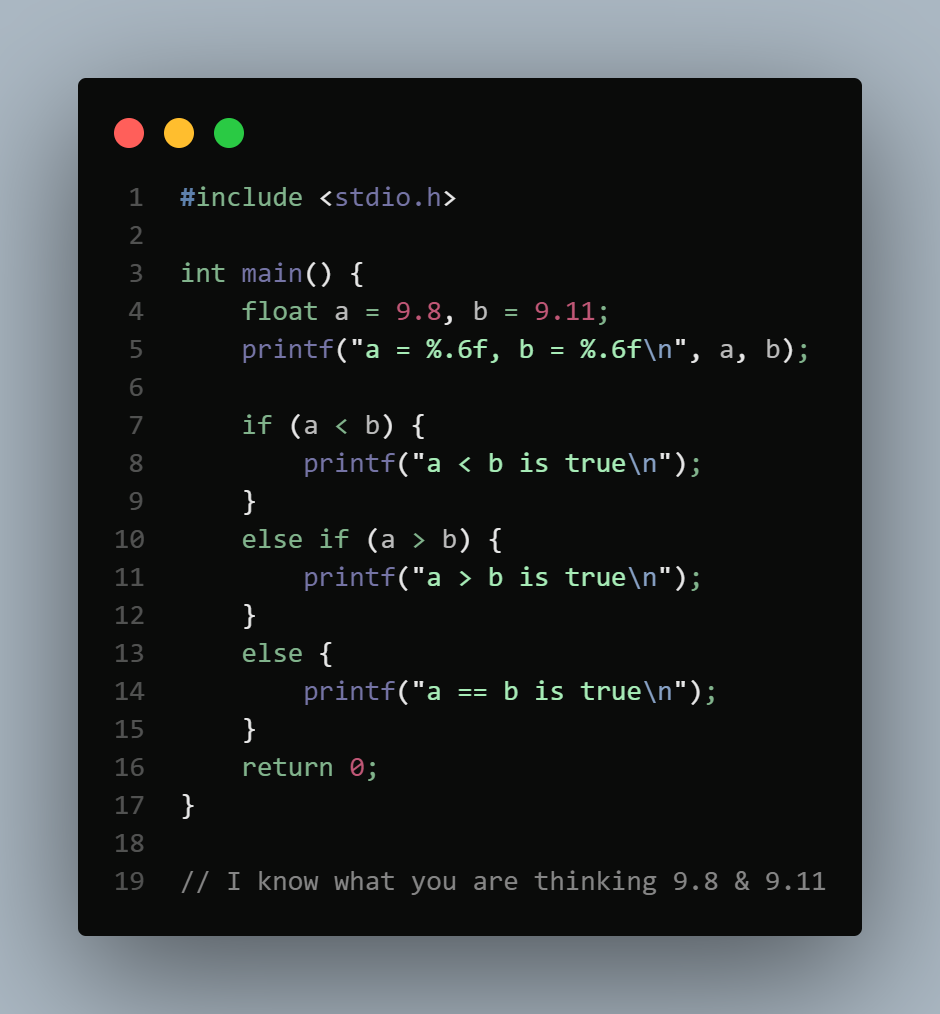 1 #include <stdio.h>
2
3 int main() {
4     float a = 9.8, b = 9.11;
5     printf("a = %.6f, b = %.6f\n", a, b);
6
7     if (a < b) {
8         printf("a < b is true\n");
9     }
10     else if (a > b) {
11         printf("a > b is true\n");
12     }
13     else {
14         printf("a == b is true\n");
15     }
16     return 0;
17 }
18
19 // I know what you are thinking 9.8 & 9.11